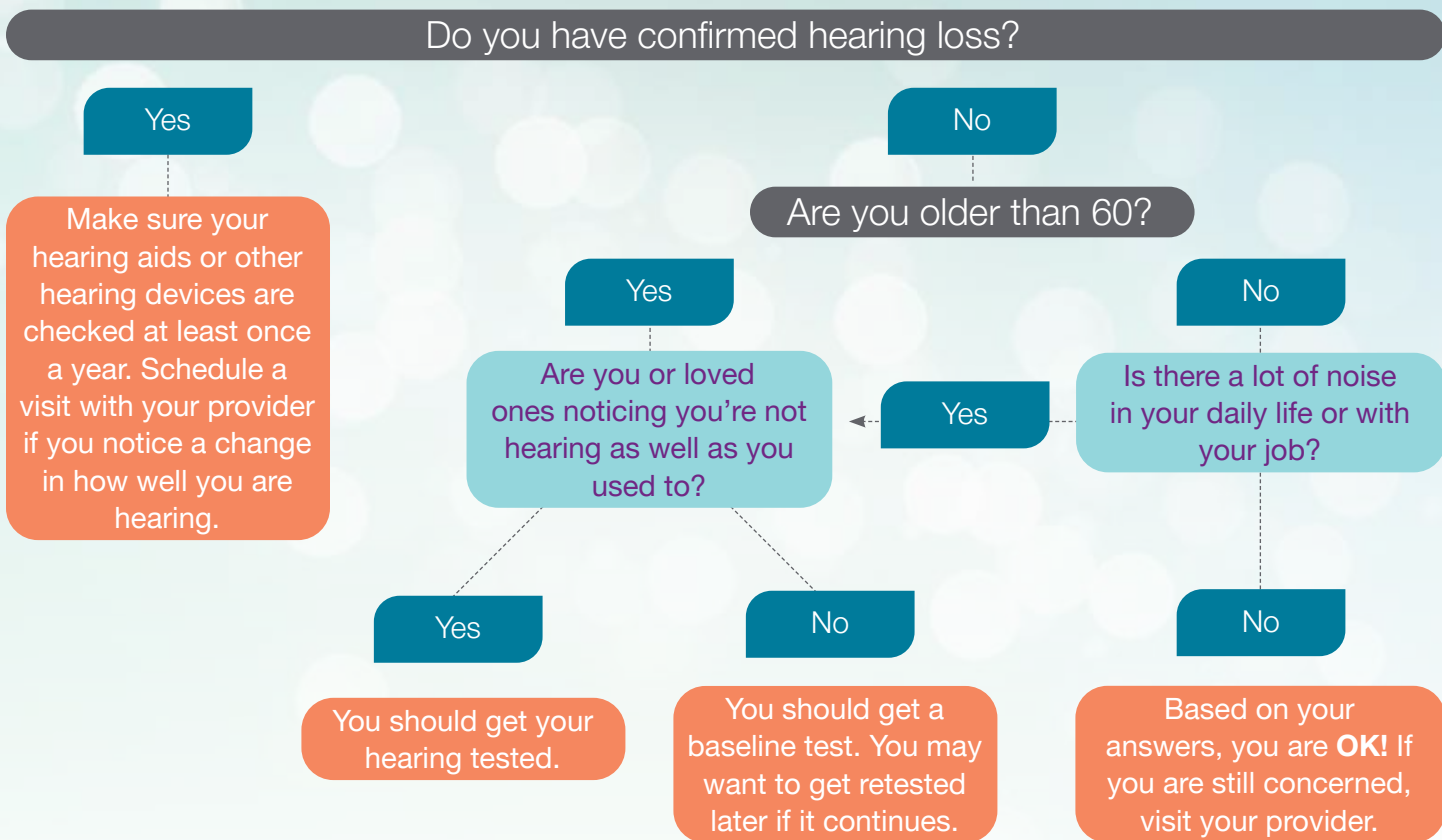 Do you have confirmed hearing loss?
Yes
Make sure your
hearing aids or other
hearing devices are
checked at least once
a year. Schedule a
visit with your provider
if you notice a change
in how well you are
hearing.
No
Are you older than 60?
Yes
Are you or loved
ones noticing you’re not
hearing as well as you
used to?
Yes
You should get your
hearing tested.
No
You should get a
baseline test. You may
want to get retested
later if it continues.
No
Is there a lot of noise
in your daily life or with
your job?
Yes
No
Based on your
answers, you are OK! If
you are still concerned,
visit your provider.